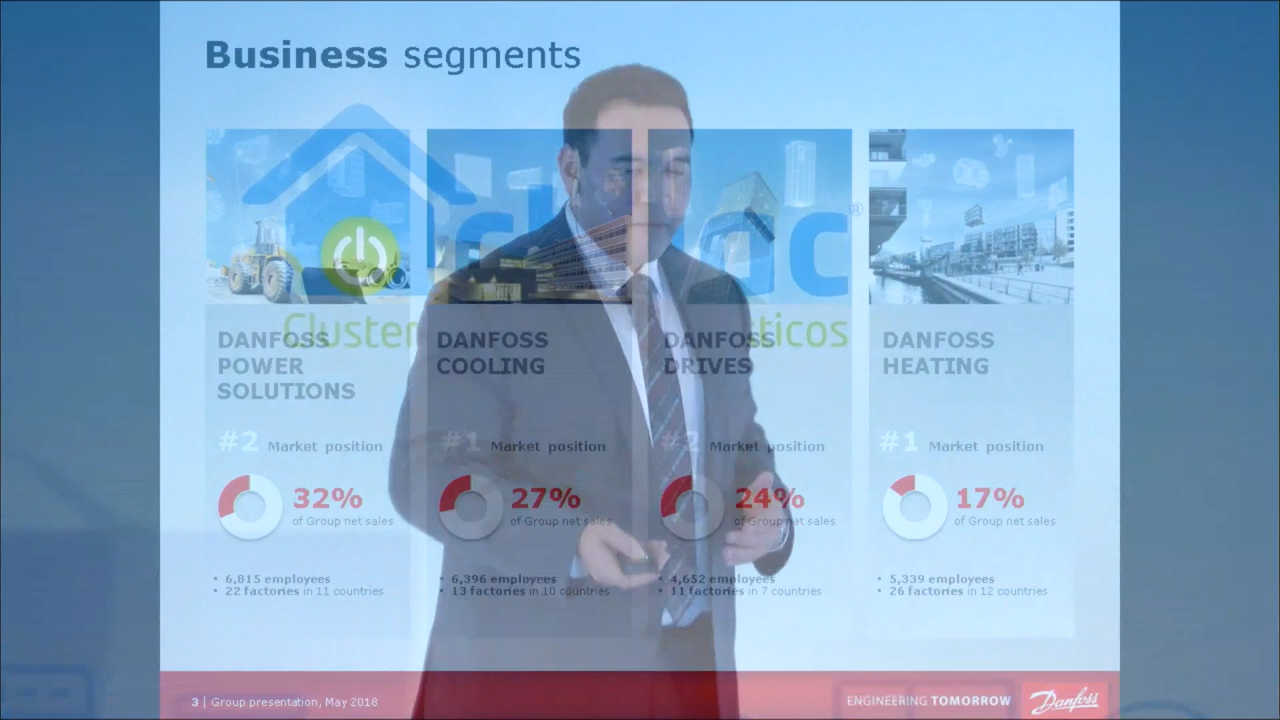 Business segments
®
Cluster
ticos
DANFOSS
POWER
SOLUTIONS
DANFOSS
COOLING
DANFOSS
DRIVES
DANFOSS
HEATING
#2 Market position
#1 Market position
#2 Market position
#1 Market position
32%
of Group net sales
27%
of Group net sales
24%
of Group net sales
17%
of Group net sales
• 6,815 employees
• 22 factories in 11 countries
• 6,396 employees
• 13 factories in 10 countries
• 4,652 employees
• 11 factories in 7 countries
• 5,339 employees
• 26 factories in 12 countries
3 | Group presentation, May 2018
ENGINEERING TOMORROW
Danfoss